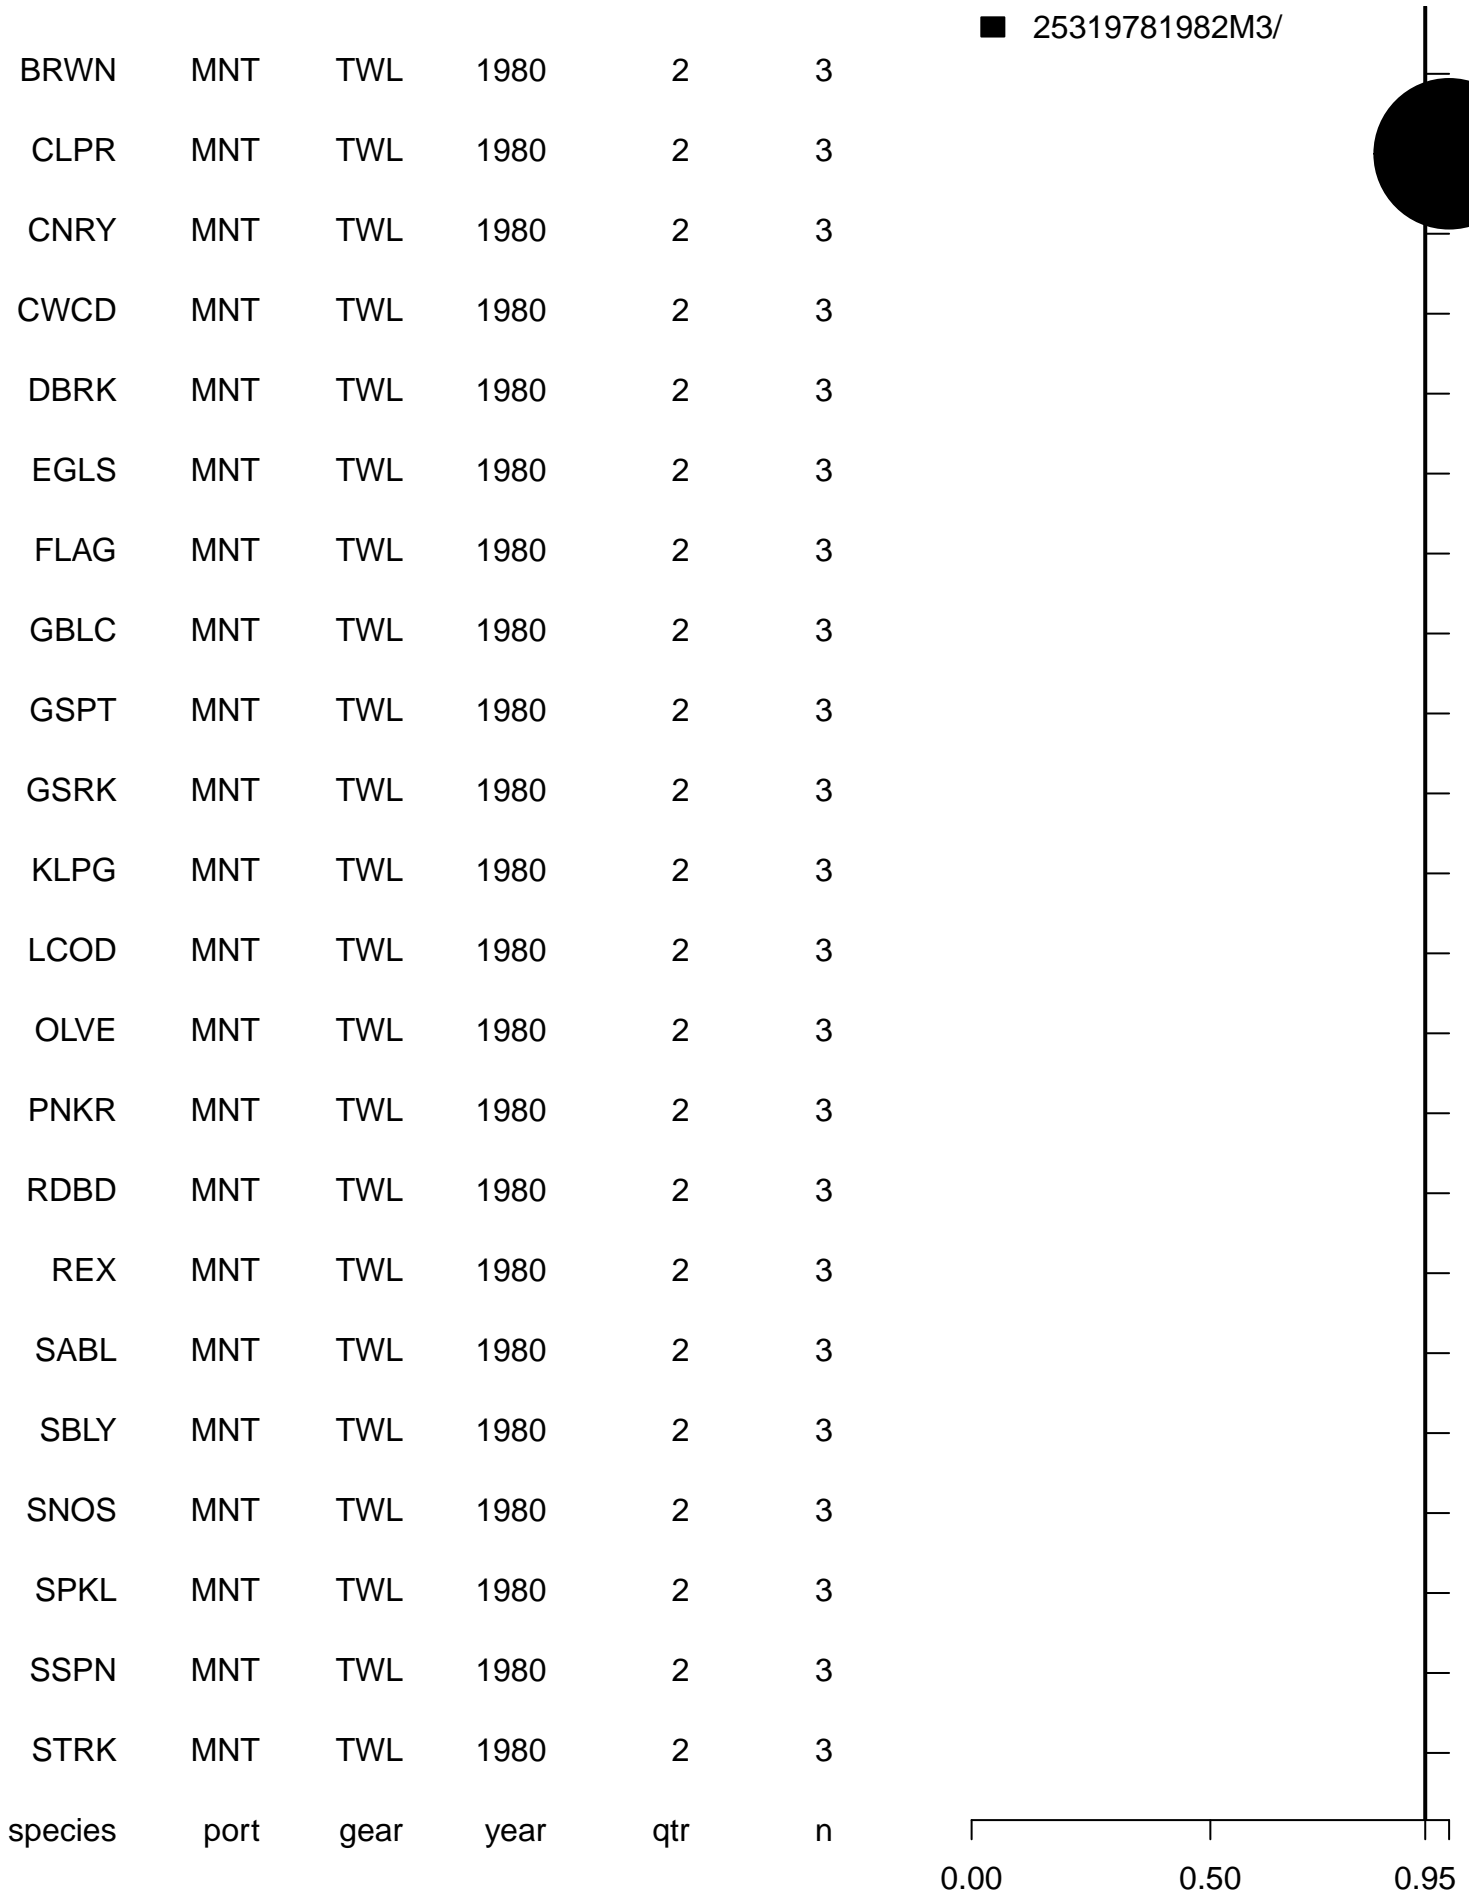 25319781982M3/
BRWN MNT TWL 1980 2 3
CLPR MNT TWL 1980 2 3
CNRY MNT TWL 1980 2 3
CWCD MNT TWL 1980 2 3
DBRK MNT TWL 1980 2 3
EGLS MNT TWL 1980 2 3
FLAG MNT TWL 1980 2 3
GBLC MNT TWL 1980 2 3
GSPT MNT TWL 1980 2 3
GSRK MNT TWL 1980 2 3
KLPG MNT TWL 1980 2 3
LCOD MNT TWL 1980 2 3
OLVE MNT TWL 1980 2 3
PNKR MNT TWL 1980 2 3
RDBD MNT TWL 1980 2 3
REX MNT TWL 1980 2 3
SABL MNT TWL 1980 2 3
SBLY MNT TWL 1980 2 3
SNOS MNT TWL 1980 2 3
SPKL MNT TWL 1980 2 3
SSPN MNT TWL 1980 2 3
STRK MNT TWL 1980 2 3
species port gear year qtr n
0.00 0.50 0.95